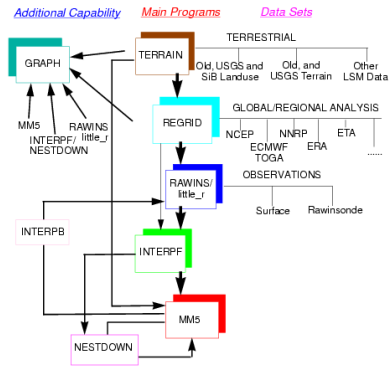 Additional Capability Main Programs Data Sets
TERRESTRIAL
TERRAIN
GRAPH
Old, USGS and
SiB Landuse
Old, and
USGS Terrain
Other
LSM Data
GLOBAL/REGIONAL ANALYSIS
REGRID
MM5
INTERPF/
NESTDOWN
RAWINS
little_r
NCEP
ECMWF
TOGA
NNRP
ERA
ETA
......
OBSERVATIONS
RAWINS/
little_r
Surface
Rawinsonde
INTERPB
INTERPF
MM5
NESTDOWN